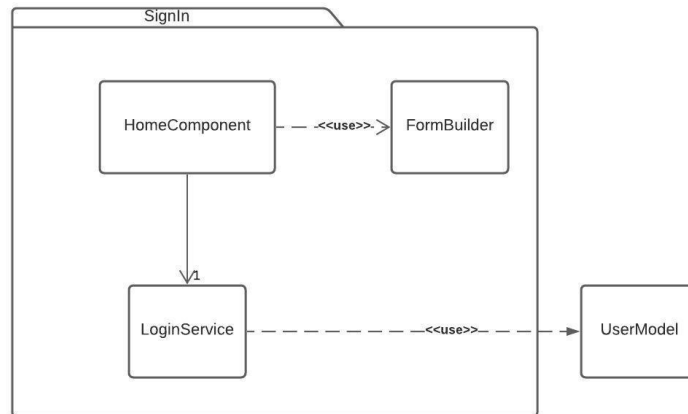 SignIn
HomeComponent
<<use>>
FormBuilder
1
LoginService
<<use>>
UserModel